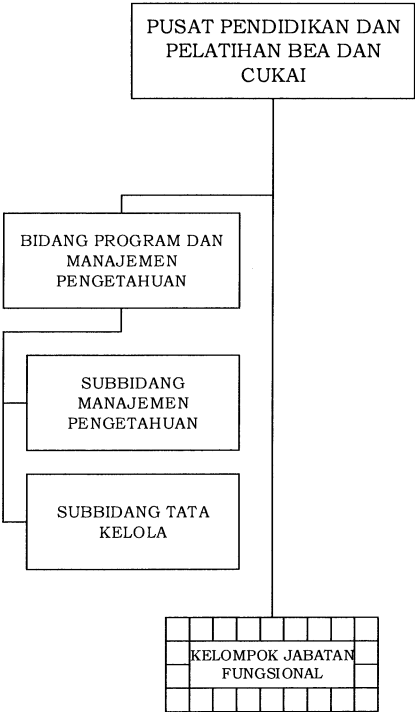 PUSAT PENDIDIKAN DAN
PELATIHAN BEA DAN
CUKAI
BIDANG PROGRAM DAN
MANAJEMEN
PENGETAHUAN
SUBBIDANG
MANAJEMEN
PENGETAHUAN
SUBBIDANG TATA
KELOLA
KELOMPOK JABATAN
FUNGSIONAL